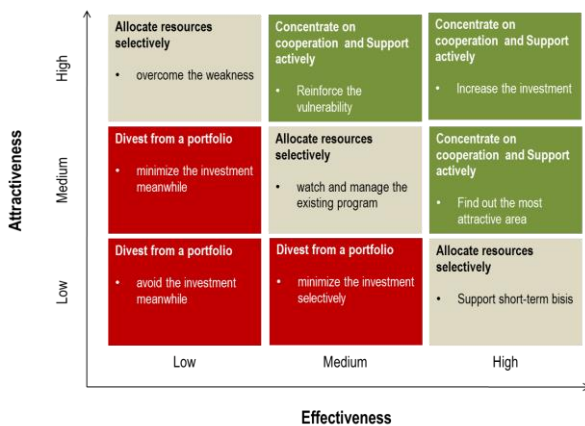 Attractiveness
High
Medium
Low
Allocate resources
selectively
• overcome the weakness
Concentrate on
cooperation and Support
actively
• Reinforce the
vulnerability
Concentrate on
cooperation and Support
actively
• Increase the investment
Divest from a portfolio
• minimize the investment
meanwhile
Allocate resources
selectively
• watch and manage the
existing program
Concentrate on
cooperation and Support
actively
• Find out the most
attractive area
Divest from a portfolio
• avoid the investment
meanwhile
Divest from a portfolio
• minimize the investment
selectively
Allocate resources
selectively
• Support short-term bisis
Low
Medium
High
Effectiveness